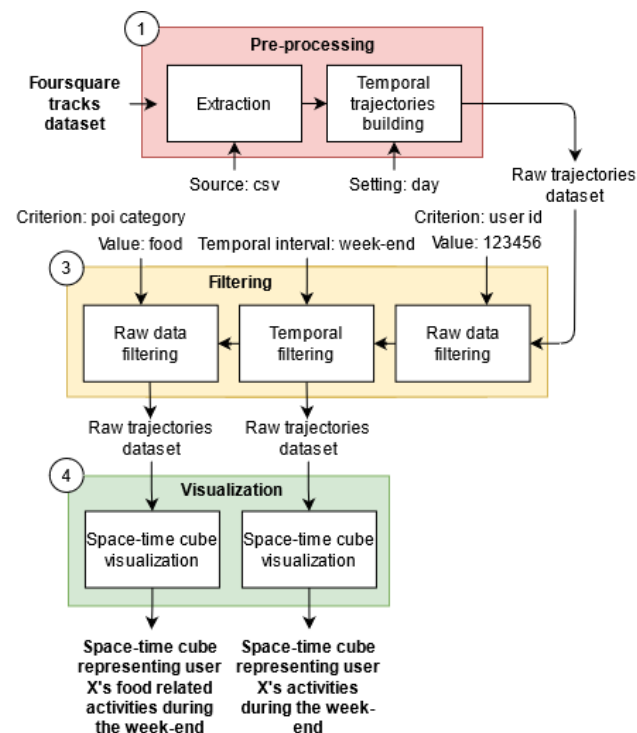 1
Pre-processing
Foursquare
tracks
dataset
Extraction
Temporal
trajectories
building
Source: csv
Setting: day
Raw trajectories
dataset
Criterion: poi category
Value: food
Temporal interval: week-end
Criterion: user id
Value: 123456
3
Filtering
Raw data
filtering
Temporal
filtering
Raw data
filtering
Raw trajectories
dataset
Raw trajectories
dataset
4
Visualization
Space-time cube
visualization
Space-time cube
visualization
Space-time cube
representing user
X's food related
activities during
the week-end
Space-time cube
representing user
X's activities
during the week-
end